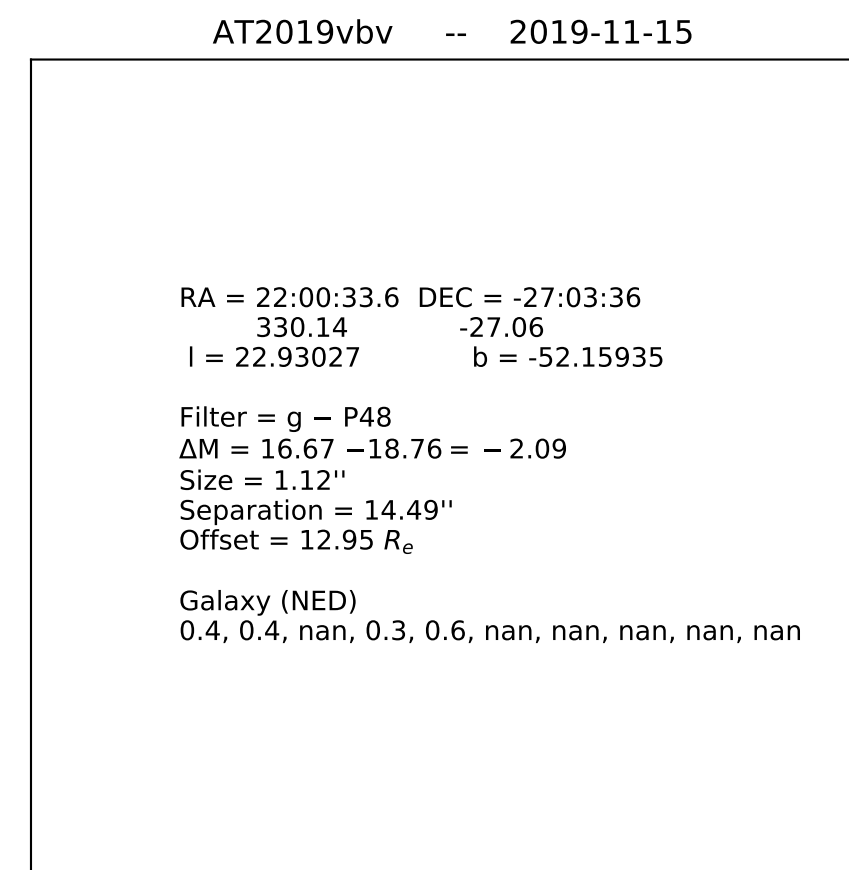 AT2019vbv -- 2019-11-15
RA = 22:00:33.6 DEC = -27:03:36
330.14 -27.06
l = 22.93027 b = -52.15935
Filter = g − P48
ΔM = 16.67 −18.76 = − 2.09
Size = 1.12''
Separation = 14.49''
Offset = 12.95 Re
Galaxy (NED)
0.4, 0.4, nan, 0.3, 0.6, nan, nan, nan, nan, nan